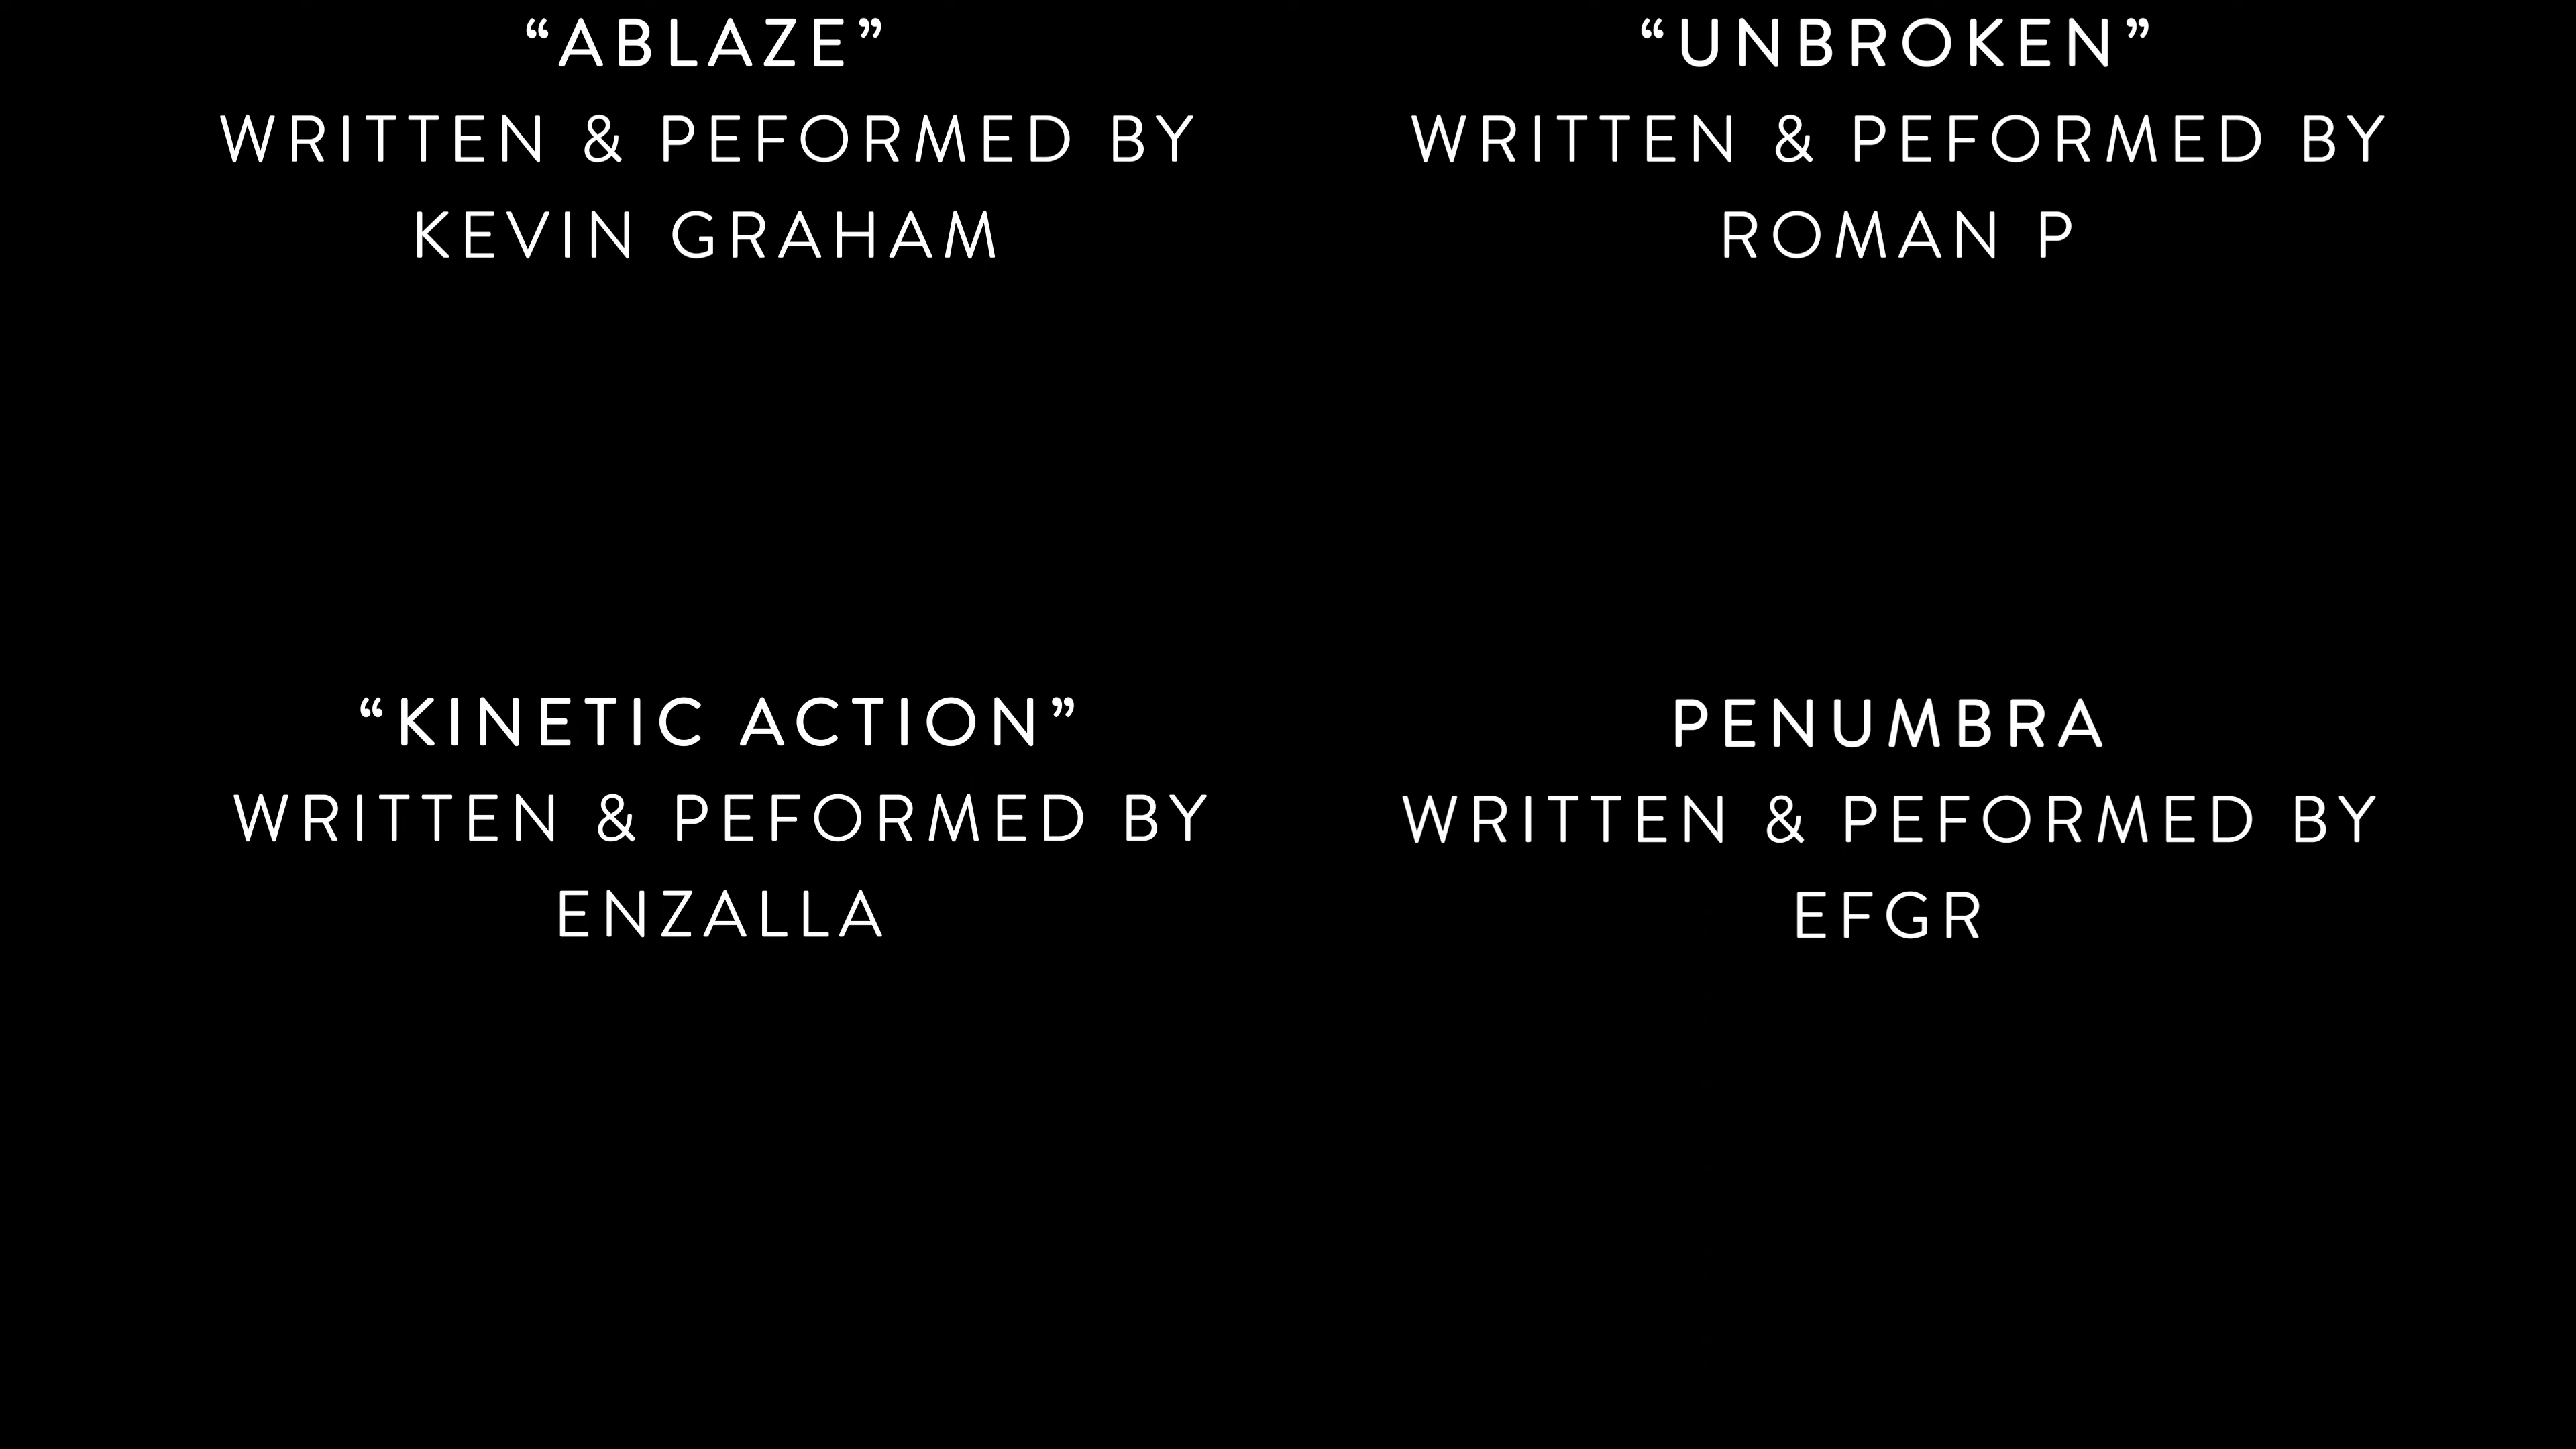 “ABLAZE”
WRITTEN & PEFORMED BY
KEVIN GRAHAM
“UNBROKEN”
WRITTEN & PEFORMED BY
ROMAN P
“KINETIC ACTION”
WRITTEN & PEFORMED BY
ENZALLA
PENUMBRA
WRITTEN & PEFORMED BY
EFGR